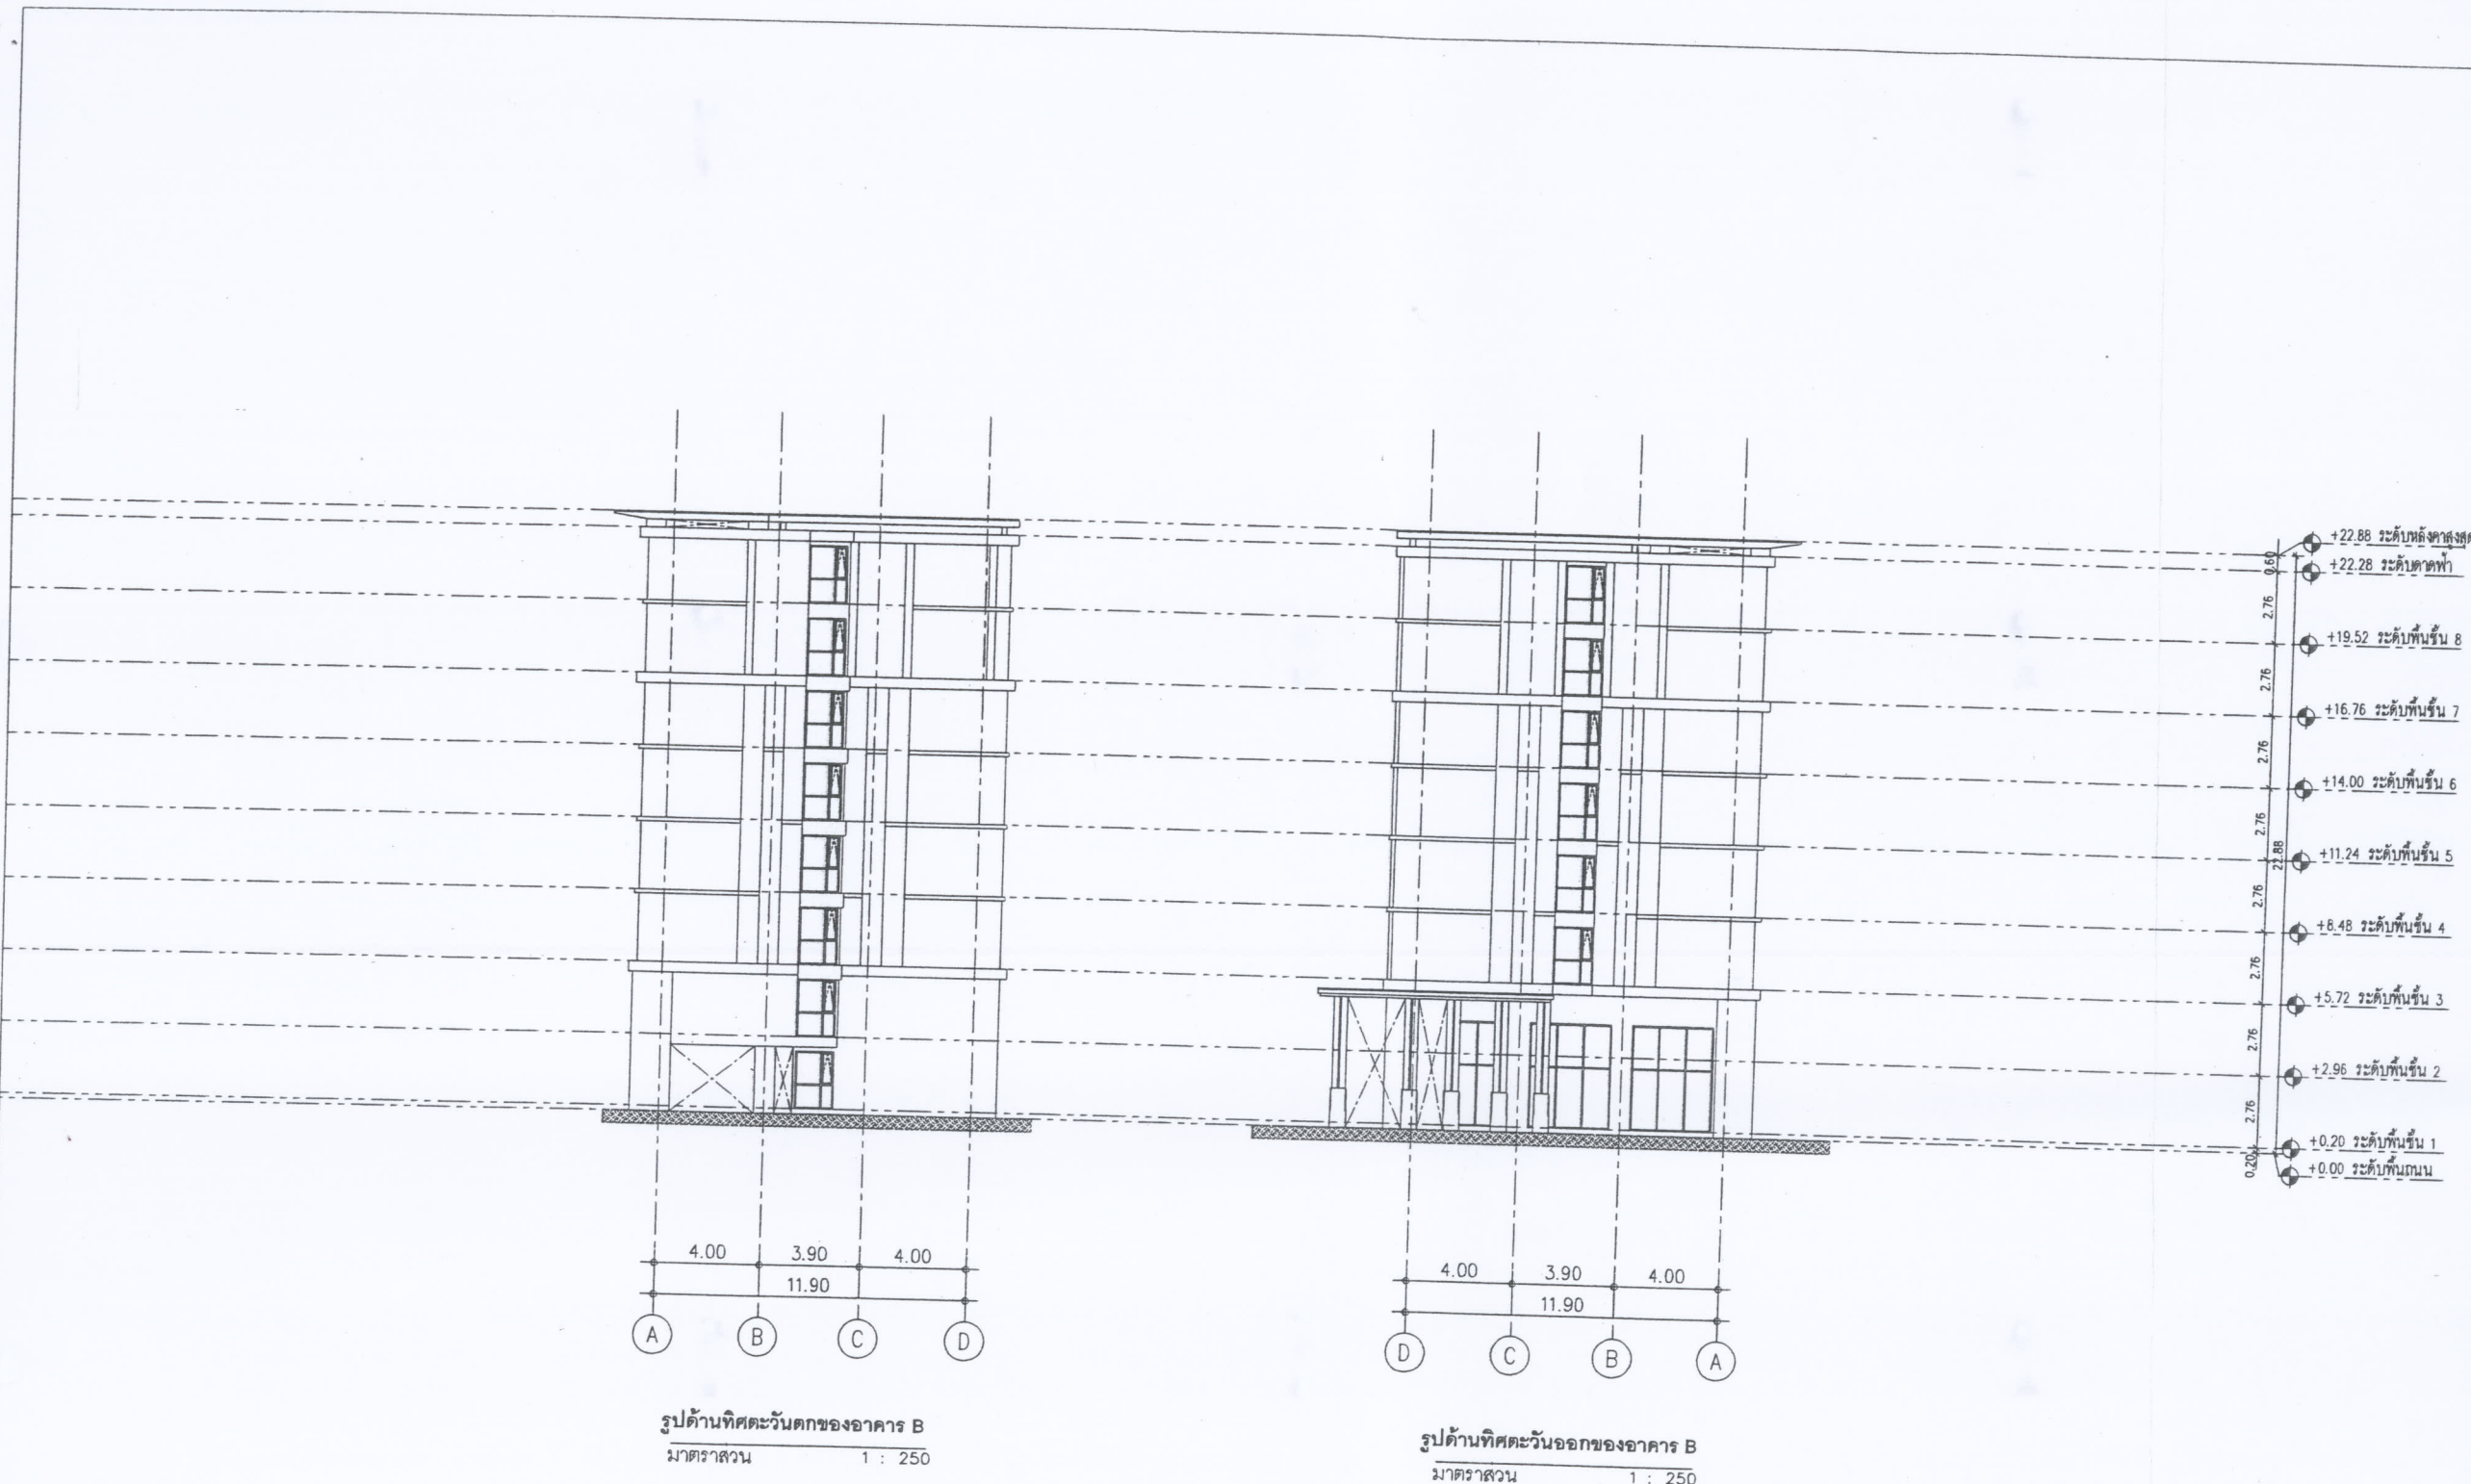 +22.88 ระดับหลังคาสูงสุด
+22.28 ระดับดาดฟ้า
+19.52 ระดับพื้นชั้น 8
+16.76 ระดับพื้นชั้น 7
+14.00 ระดับพื้นชั้น 6
+11.24 ระดับพื้นชั้น 5
+8.48 ระดับพื้นชั้น 4
+5.72 ระดับพื้นชั้น 3
+2.96 ระดับพื้นชั้น 2
+0.20 ระดับพื้นชั้น 1
+0.00 ระดับพื้นถนน
0.60
2.76
2.76
2.76
2.76
2.76
2.76
2.76
2.76
0.20
22.88
4.00 3.90 4.00
11.90
A B C D
4.00 3.90 4.00
11.90
D C B A
รูปด้านทิศตะวันตกของอาคาร B
มาตราส่วน 1 : 250
รูปด้านทิศตะวันออกของอาคาร B
มาตราส่วน 1 : 250